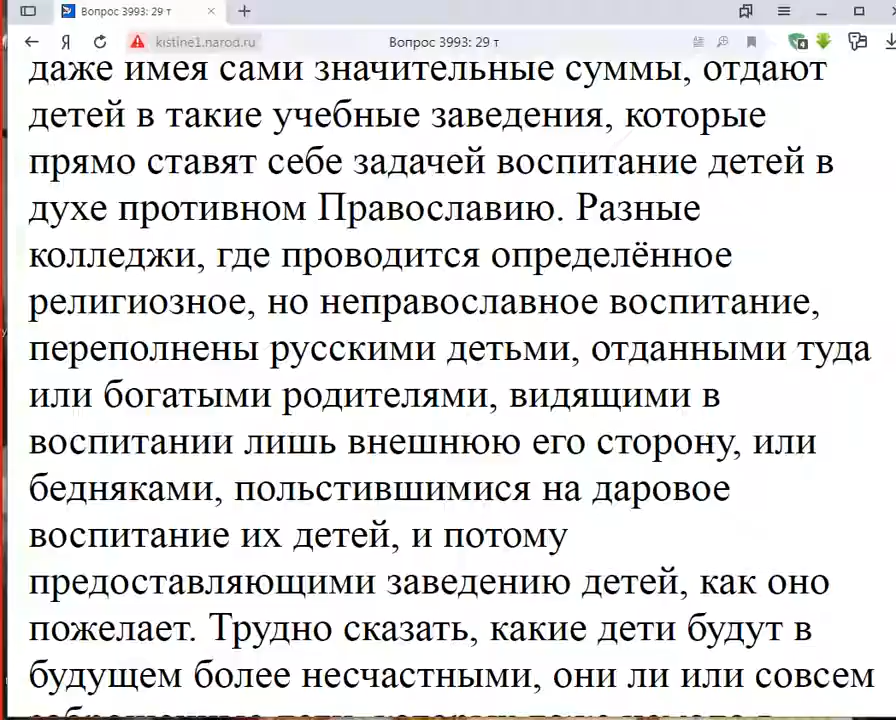 Вопрос 3993: 29 т
kistine1.narod.ru
Вопрос 3993: 29 т
даже имея сами значительные суммы, отдают
детей в такие учебные заведения, которые
прямо ставят себе задачей воспитание детей в
духе противном Православию. Разные
колледжи, где проводится определённое
религиозное, но неправославное воспитание,
переполнены русскими детьми, отданными туда
или богатыми родителями, видящими в
воспитании лишь внешнюю его сторону, или
бедняками, польстившимися на даровое
воспитание их детей, и потому
предоставляющими заведению детей, как оно
пожелает. Трудно сказать, какие дети будут в
будущем более несчастными, они ли или совсем